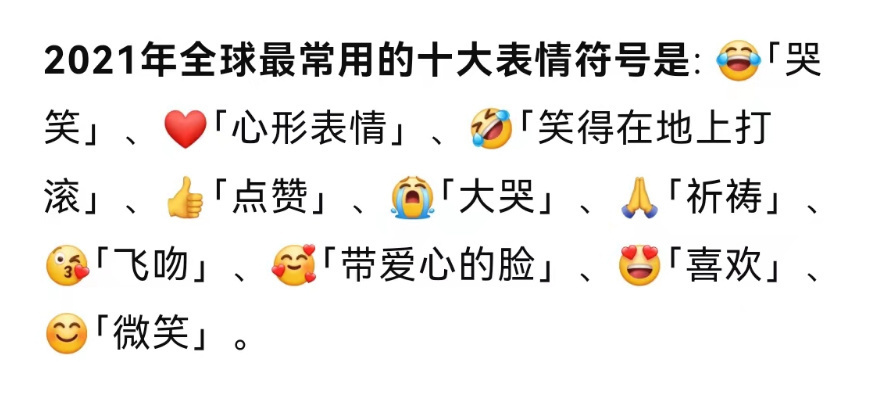 2021年全球最常用的十大表情符号是: 😂「哭
笑」、❤️「心形表情」、🤣「笑得在地上打
滚」、👍「点赞」、😭「大哭」、🙏「祈祷」、
😘「飞吻」、🥰「带爱心的脸」、😍「喜欢」、
😊「微笑」。